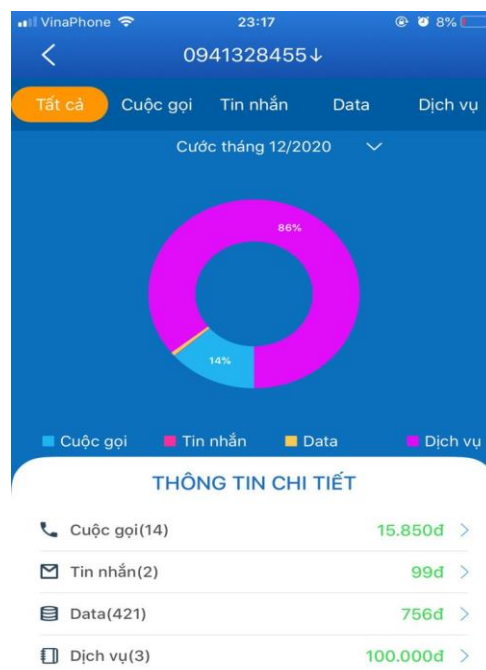 VinaPhone 23:17 8%
0941328455↓
Tất cả Cuộc gọi Tin nhắn Data Dịch vụ
Cước tháng 12/2020
86%
14%
Cuộc gọi Tin nhắn Data Dịch vụ
THÔNG TIN CHI TIẾT
Cuộc gọi(14) 15.850đ
Tin nhắn(2) 99đ
Data(421) 756đ
Dịch vụ(3) 100.000đ